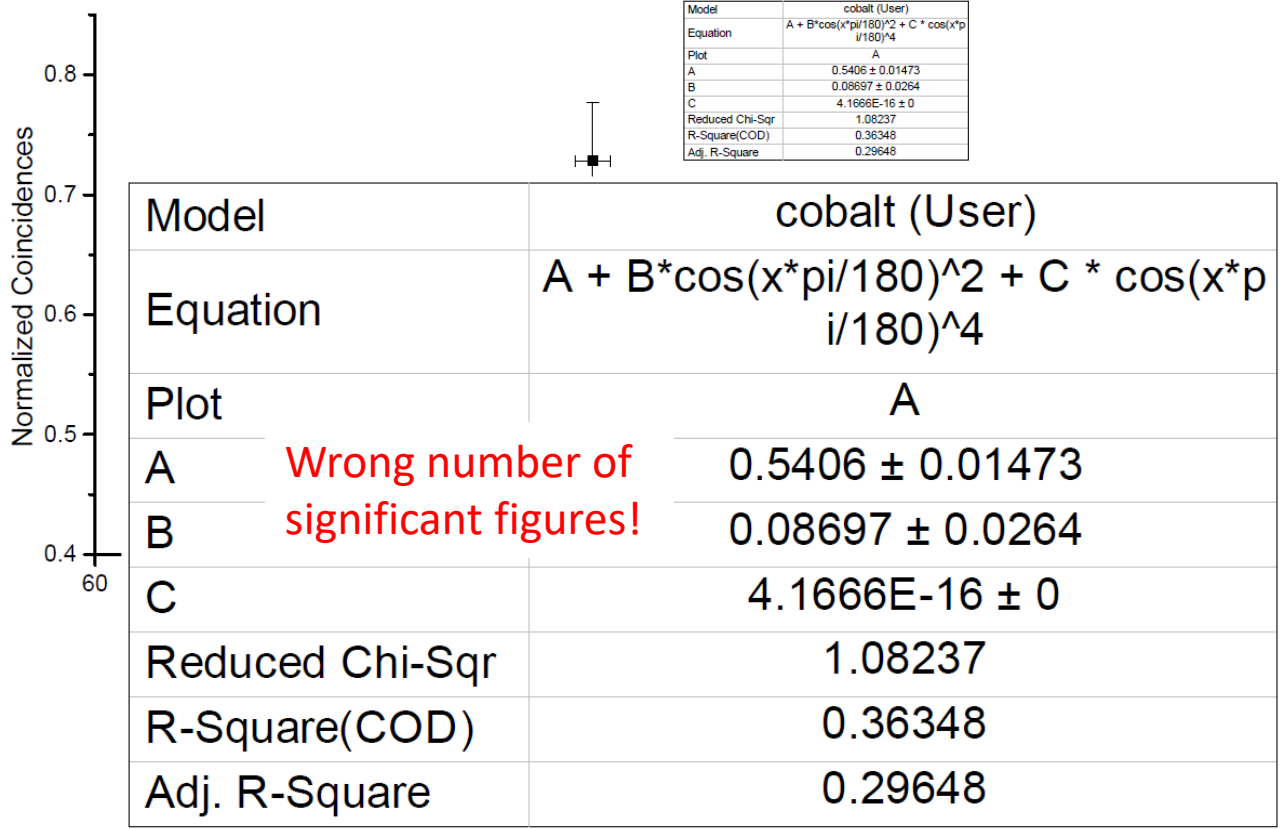 Model cobalt (User)
Equation A + B*cos(x*pi/180)^2 + C * cos(x*p
i/180)^4
Plot A
A 0.5406 ± 0.01473
B 0.08697 ± 0.0264
C 4.1666E-16 ± 0
Reduced Chi-Sqr 1.08237
R-Square(COD) 0.36348
Adj. R-Square 0.29648
Normalized Coincidences
0.8
0.7
0.6
0.5
0.4
60
Model cobalt (User)
Equation A + B*cos(x*pi/180)^2 + C * cos(x*p
i/180)^4
Plot A
A 0.5406 ± 0.01473
B 0.08697 ± 0.0264
C 4.1666E-16 ± 0
Reduced Chi-Sqr 1.08237
R-Square(COD) 0.36348
Adj. R-Square 0.29648
Wrong number of
significant figures!